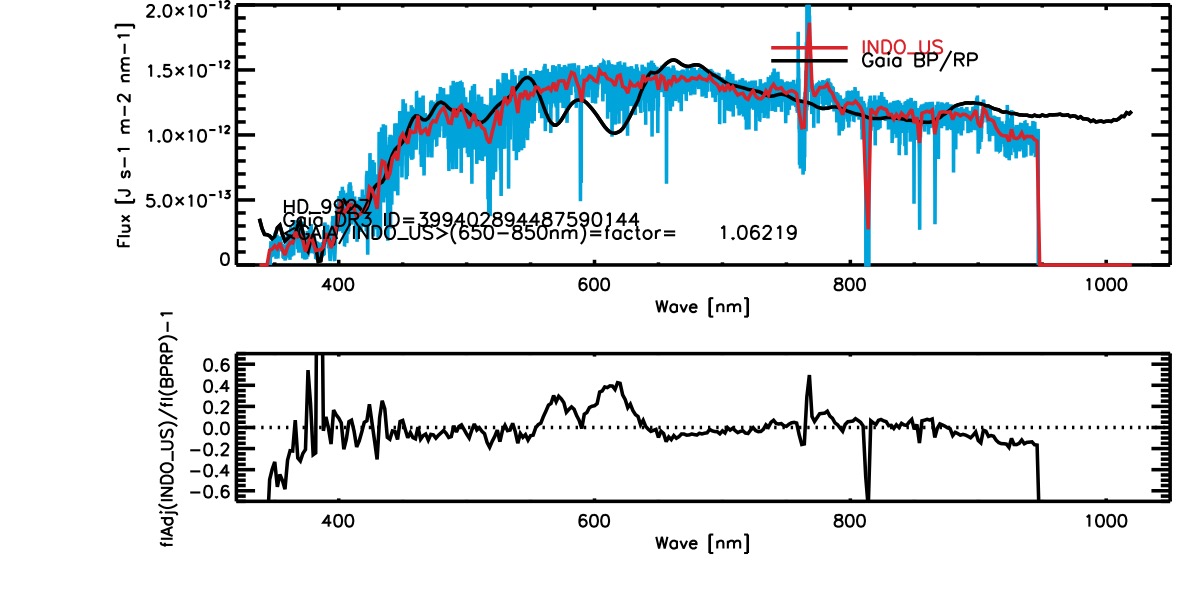 2.0×10⁻¹²
1.5×10⁻¹²
1.0×10⁻¹²
5.0×10⁻¹³
0
Flux [J s−1 m−2 nm−1]
INDO_US
Gaia BP/RP
HD_9927
Gaia DR3 ID=399402894487590144
<GAIA/INDO_US>(650−850nm)=factor= 1.06219
400 600 800 1000
Wave [nm]
flAdj(INDO_US)/fl(BPRP)−1
0.6
0.4
0.2
0.0
−0.2
−0.4
−0.6
400 600 800 1000
Wave [nm]